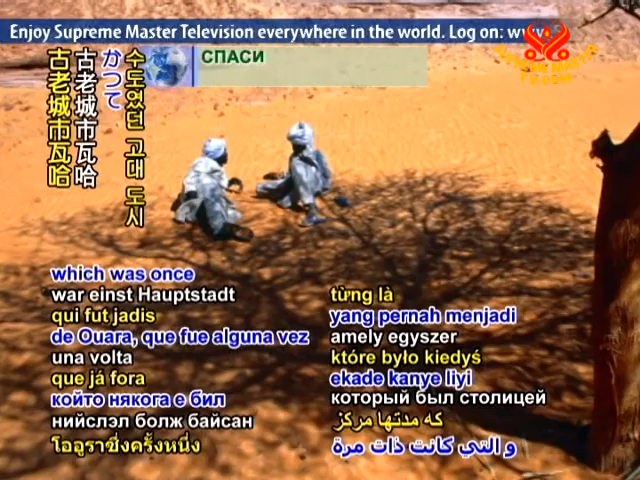 Enjoy Supreme Master Television everywhere in the world. Log on: www
СПАСИ
수도였던 고대 도시
かつて
古老城市瓦哈
古老城市瓦哈
which was once
war einst Hauptstadt
qui fut jadis
de Ouara, que fue alguna vez
una volta
que já fora
който някога е бил
нийслэл болж байсан
โออูราซึ่งครั้งหนึ่ง
từng là
yang pernah menjadi
amely egyszer
które było kiedyś
ekade kanye liyi
который был столицей
که مدتها مرکز
و التي كانت ذات مرة